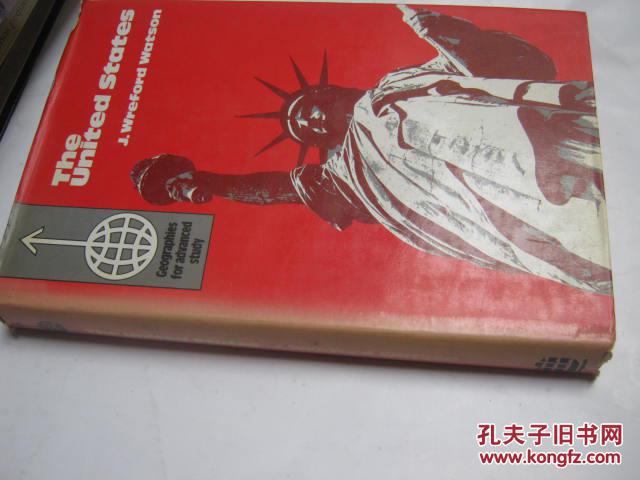 The
United States
J. Wreford Watson
Geographies
for advanced
study
孔夫子旧书网
www.kongfz.com